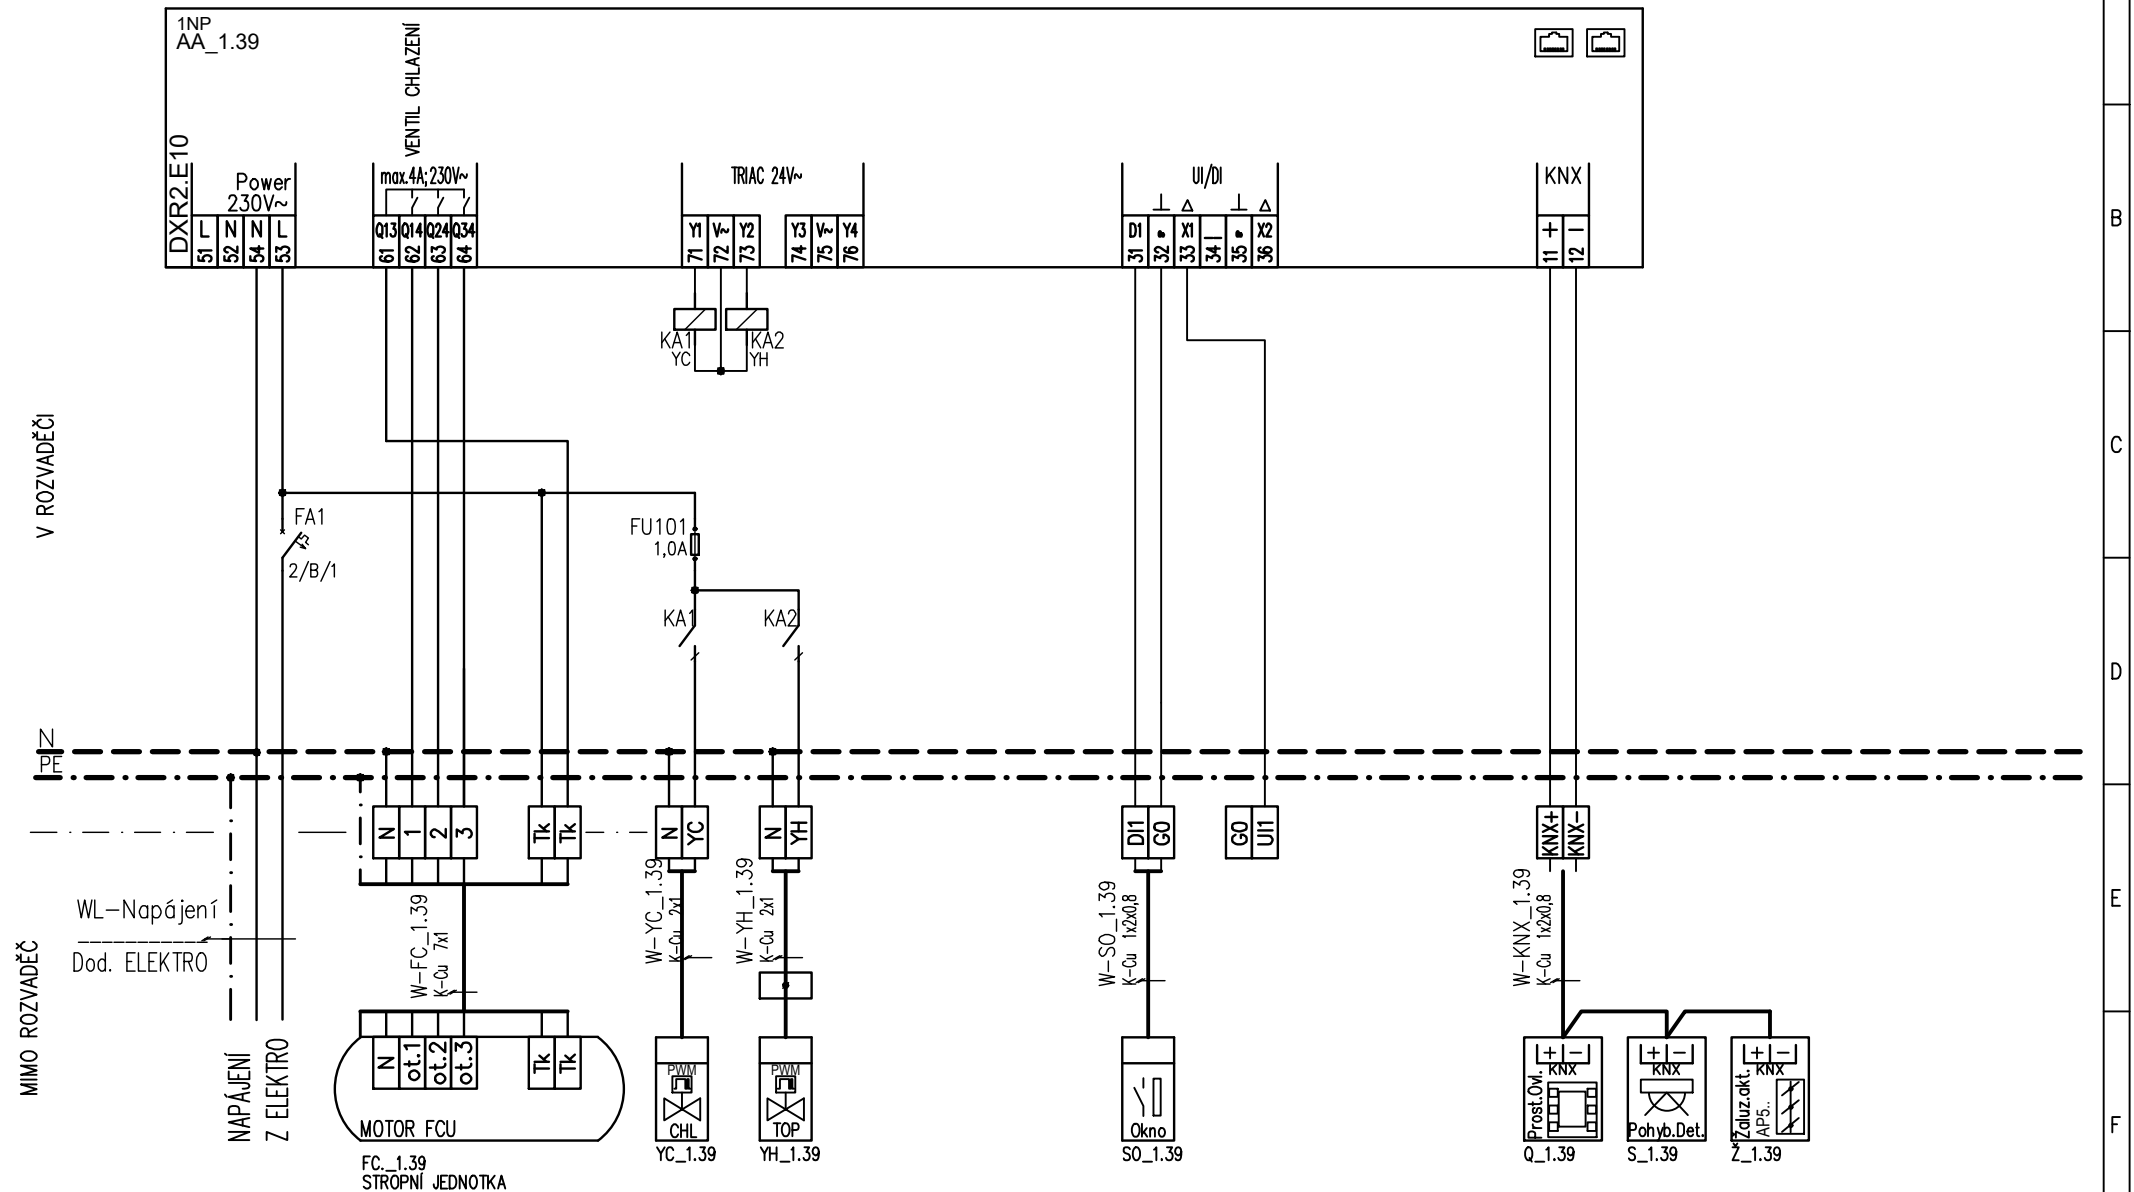 1NP
AA_1.39
VENTIL CHLAZENÍ
DXR2.E10
Power
230V~
max.4A;230V~
TRIAC 24V~
UI/DI
KNX
L N N L
51 52 54 53
Q13 Q14 Q24 Q34
61 62 63 64
Y1 V~ Y2
71 72 73
Y3 V~ Y4
74 75 76
D1 X1 X2
31 32 33 34 35 36
+ −
11 12
B
KA1
YC
KA2
YH
V ROZVADĚČI
C
FA1
2/B/1
FU101
1,0A
KA1
KA2
D
N
PE
N 1 2 3 Tk Tk
N YC
N YH
DI1 G0
G0 UI1
KNX+ KNX-
E
WL-Napájení
Dod. ELEKTRO
W-FC_1.39
K-Cu 7x1
W-YC_1.39
K-Cu 2x1
W-YH_1.39
K-Cu 2x1
W-SO_1.39
K-Cu 1x2x0,8
W-KNX_1.39
K-Cu 1x2x0,8
MIMO ROZVADĚČ
NAPÁJENÍ
Z ELEKTRO
N ot.1 ot.2 ot.3 Tk Tk
MOTOR FCU
FC._1.39
STROPNÍ JEDNOTKA
PWM
CHL
YC_1.39
PWM
TOP
YH_1.39
Okno
SO_1.39
+ −
KNX
Prost.Ovl.
Q_1.39
+ −
KNX
Pohyb.Det.
S_1.39
+ −
KNX
Žaluz.akt.
AP5..
Ž_1.39
F